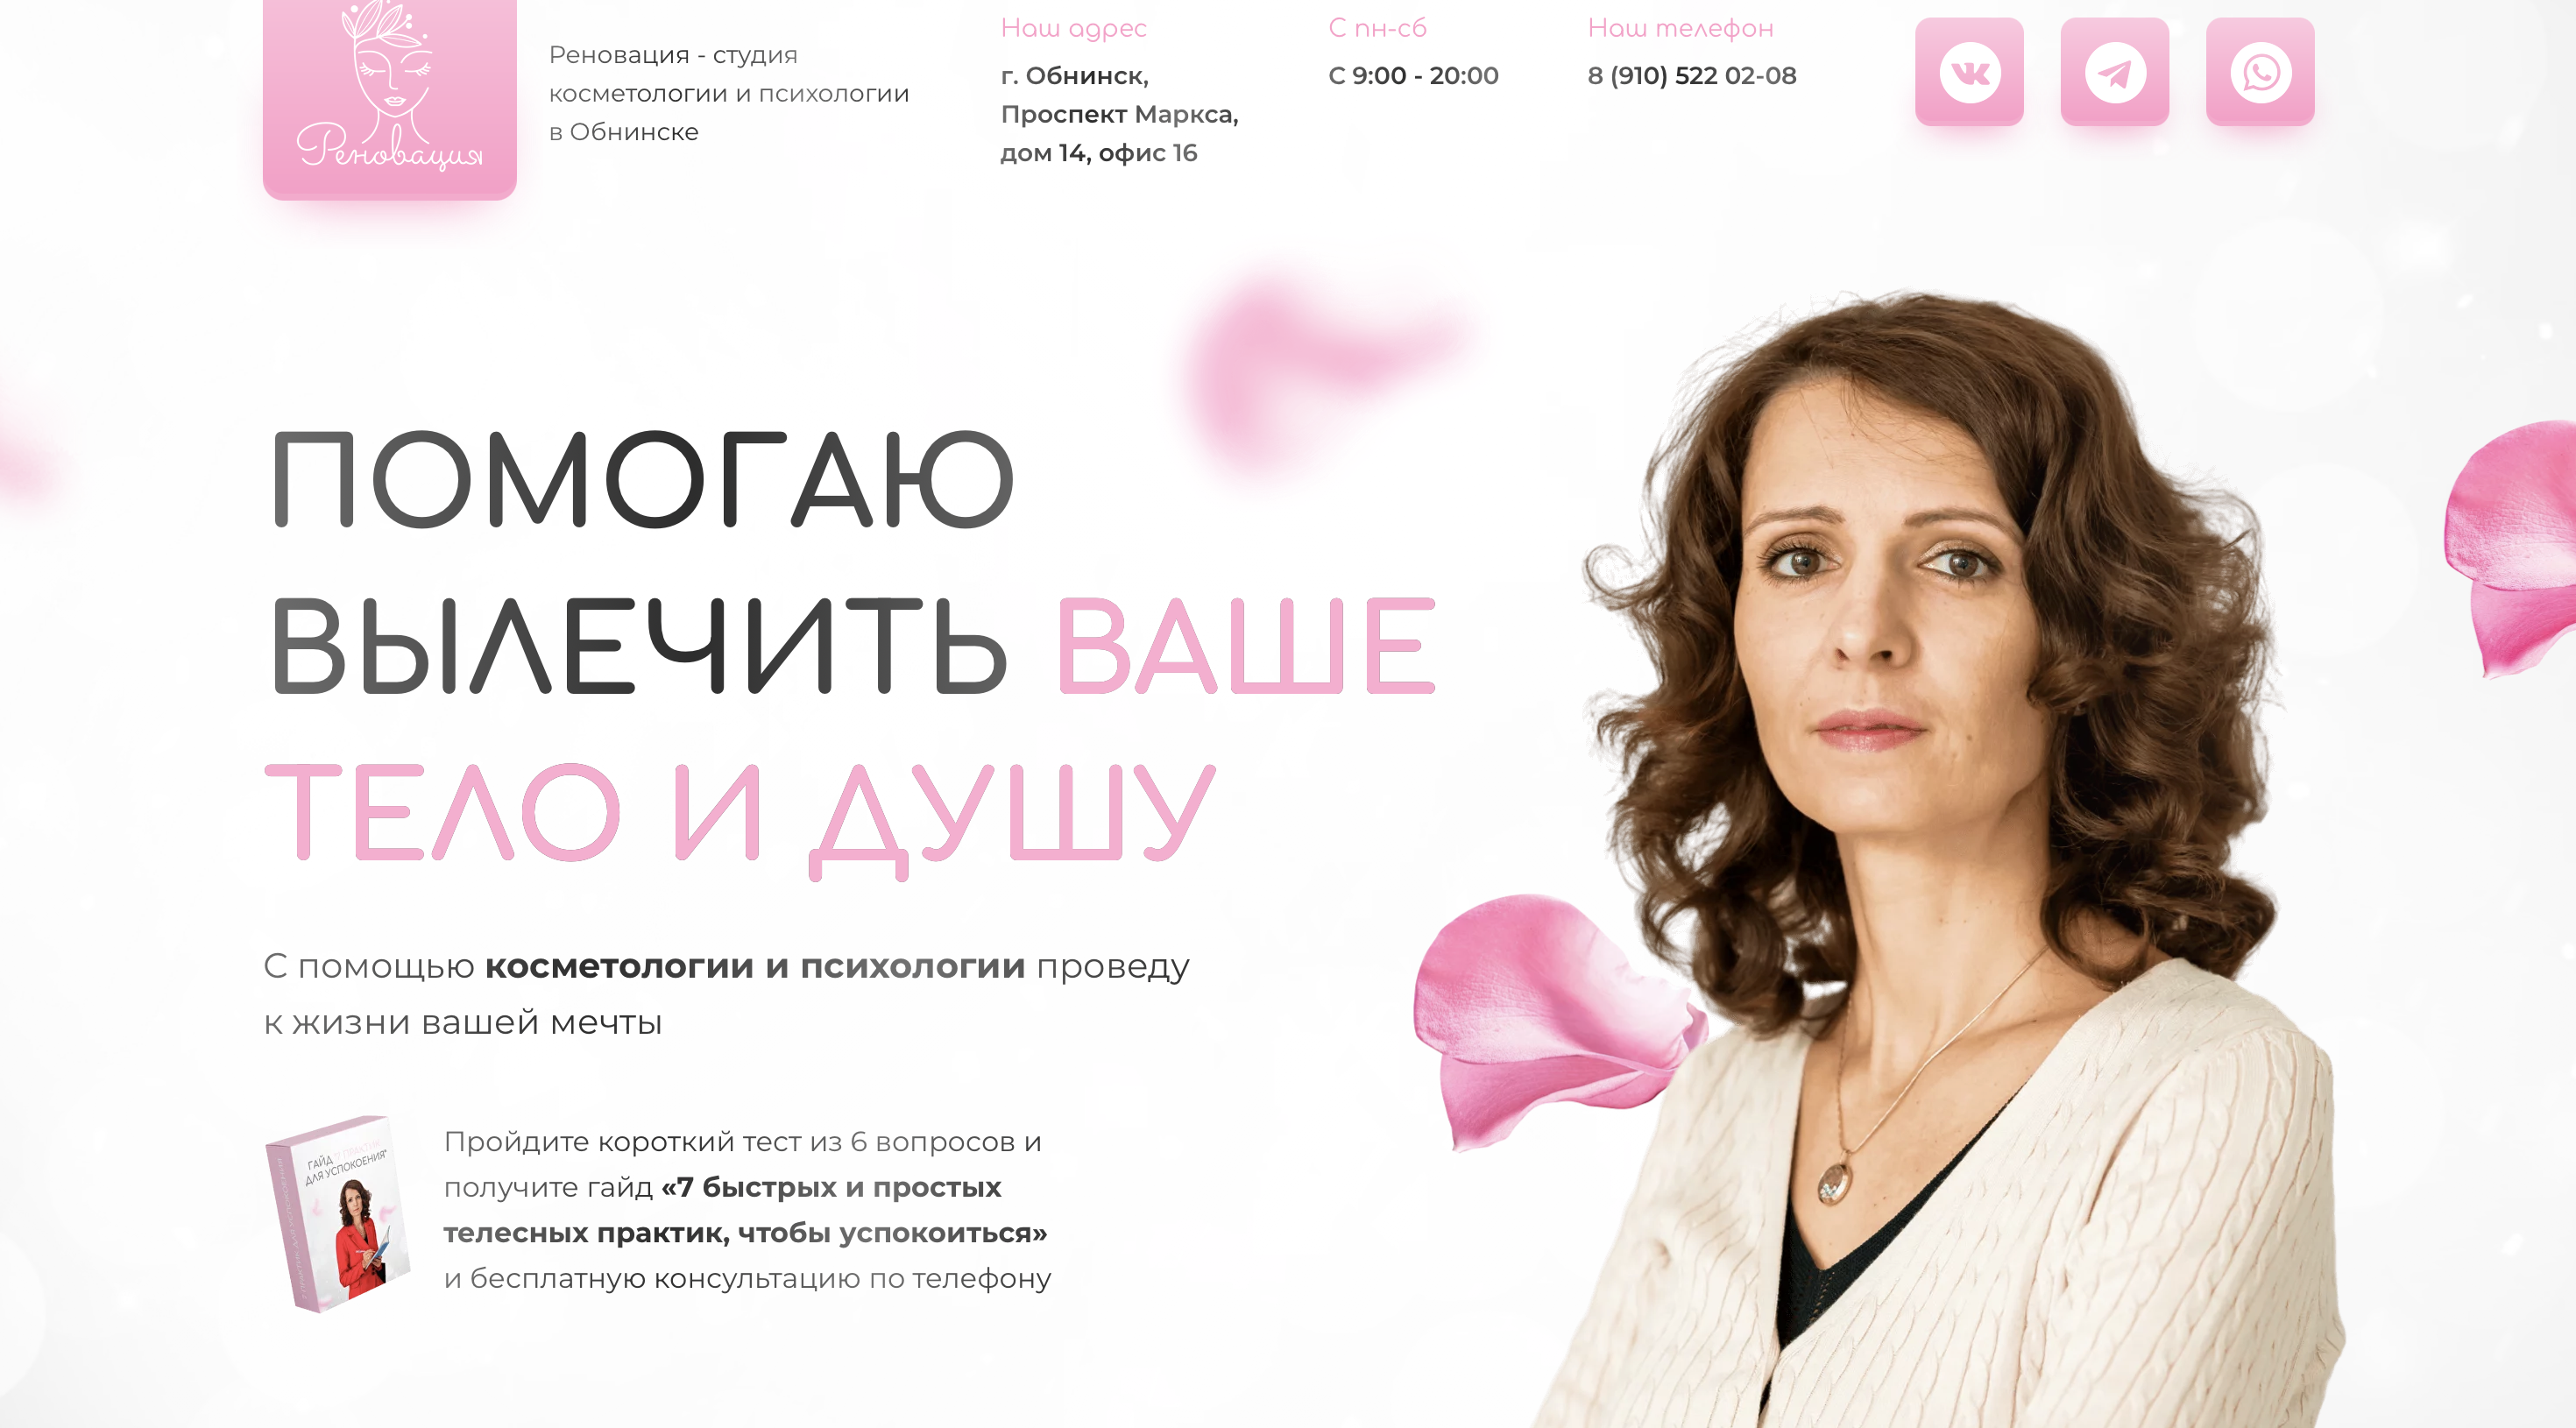 Реновация
Реновация - студия
косметологии и психологии
в Обнинске
Наш адрес
г. Обнинск,
Проспект Маркса,
дом 14, офис 16
С пн-сб
С 9:00 - 20:00
Наш телефон
8 (910) 522 02-08
ПОМОГАЮ
ВЫЛЕЧИТЬ ВАШЕ
ТЕЛО И ДУШУ
С помощью косметологии и психологии проведу
к жизни вашей мечты
ГАЙД "7 ПРАКТИК
ДЛЯ УСПОКОЕНИЯ"
Пройдите короткий тест из 6 вопросов и
получите гайд «7 быстрых и простых
телесных практик, чтобы успокоиться»
и бесплатную консультацию по телефону